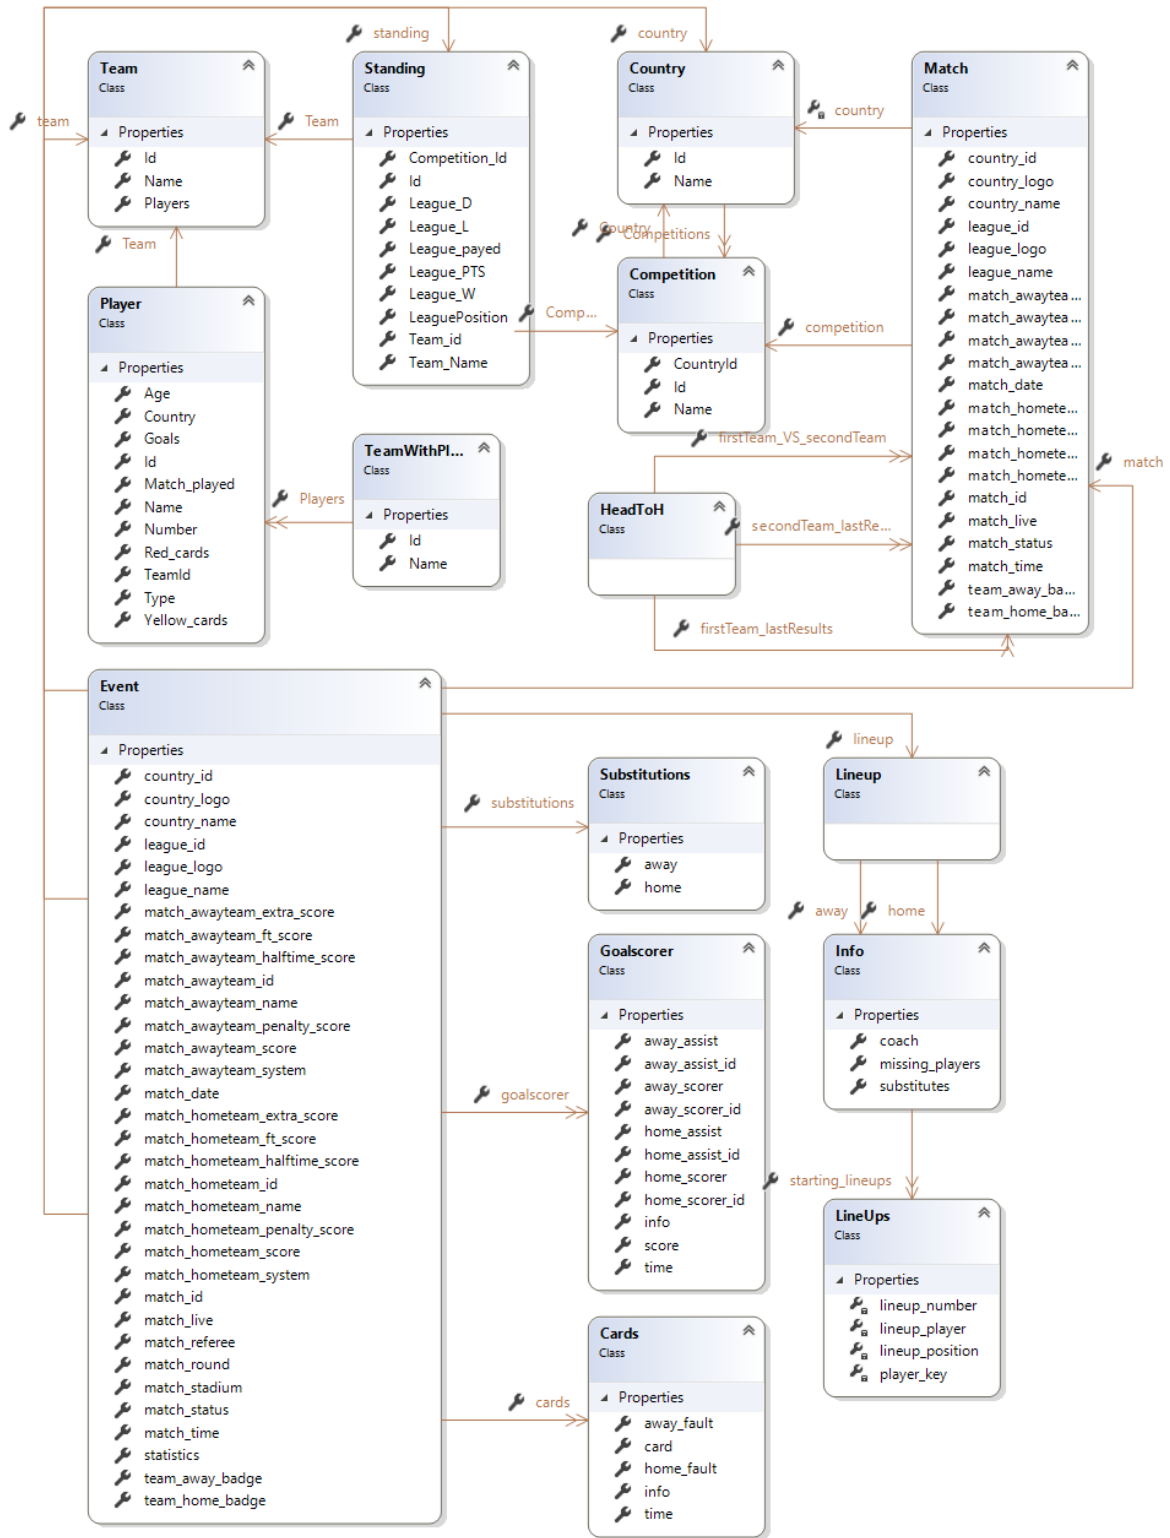 standing
country
Team
Class
Properties
Id
Name
Players
team
Team
Standing
Class
Properties
Competition_Id
Id
League_D
League_L
League_payed
League_PTS
League_W
LeaguePosition
Team_id
Team_Name
Country
Class
Properties
Id
Name
country
Match
Class
Properties
country_id
country_logo
country_name
league_id
league_logo
league_name
match_awaytea...
match_awaytea...
match_awaytea...
match_awaytea...
match_date
match_homete...
match_homete...
match_homete...
match_homete...
match_id
match_live
match_status
match_time
team_away_ba...
team_home_ba...
Team
Country
Competitions
Player
Class
Properties
Age
Country
Goals
Id
Match_played
Name
Number
Red_cards
TeamId
Type
Yellow_cards
Comp...
Competition
Class
Properties
CountryId
Id
Name
competition
firstTeam_VS_secondTeam
match
Players
TeamWithPl...
Class
Properties
Id
Name
HeadToH
Class
secondTeam_lastRe...
firstTeam_lastResults
Event
Class
Properties
country_id
country_logo
country_name
league_id
league_logo
league_name
match_awayteam_extra_score
match_awayteam_ft_score
match_awayteam_halftime_score
match_awayteam_id
match_awayteam_name
match_awayteam_penalty_score
match_awayteam_score
match_awayteam_system
match_date
match_hometeam_extra_score
match_hometeam_ft_score
match_hometeam_halftime_score
match_hometeam_id
match_hometeam_name
match_hometeam_penalty_score
match_hometeam_score
match_hometeam_system
match_id
match_live
match_referee
match_round
match_stadium
match_status
match_time
statistics
team_away_badge
team_home_badge
substitutions
Substitutions
Class
Properties
away
home
lineup
Lineup
Class
away
home
goalscorer
Goalscorer
Class
Properties
away_assist
away_assist_id
away_scorer
away_scorer_id
home_assist
home_assist_id
home_scorer
home_scorer_id
info
score
time
Info
Class
Properties
coach
missing_players
substitutes
starting_lineups
LineUps
Class
Properties
lineup_number
lineup_player
lineup_position
player_key
cards
Cards
Class
Properties
away_fault
card
home_fault
info
time